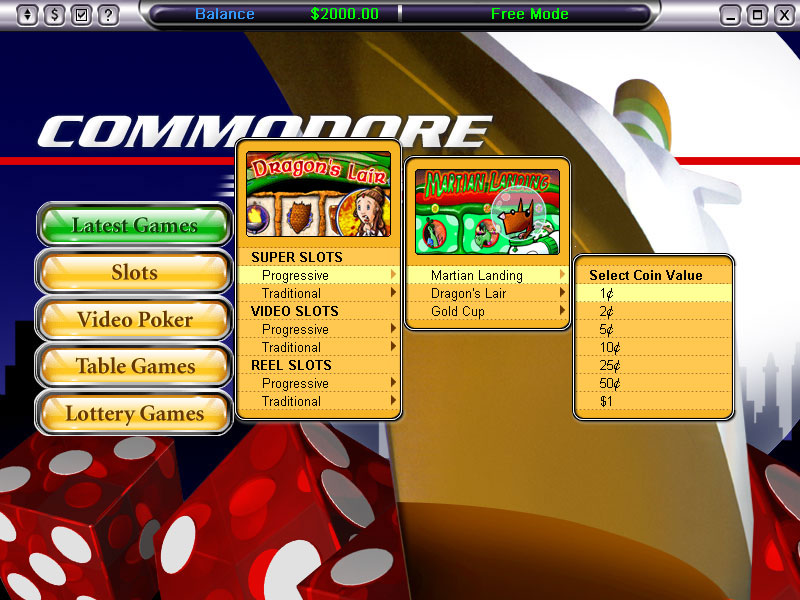 $ ?
Balance $2000.00 Free Mode
COMMODORE
Latest Games
Slots
Video Poker
Table Games
Lottery Games
Dragon's Lair
SUPER SLOTS
Progressive
Traditional
VIDEO SLOTS
Progressive
Traditional
REEL SLOTS
Progressive
Traditional
MARTIAN LANDING
Martian Landing
Dragon's Lair
Gold Cup
Select Coin Value
1¢
2¢
5¢
10¢
25¢
50¢
$1